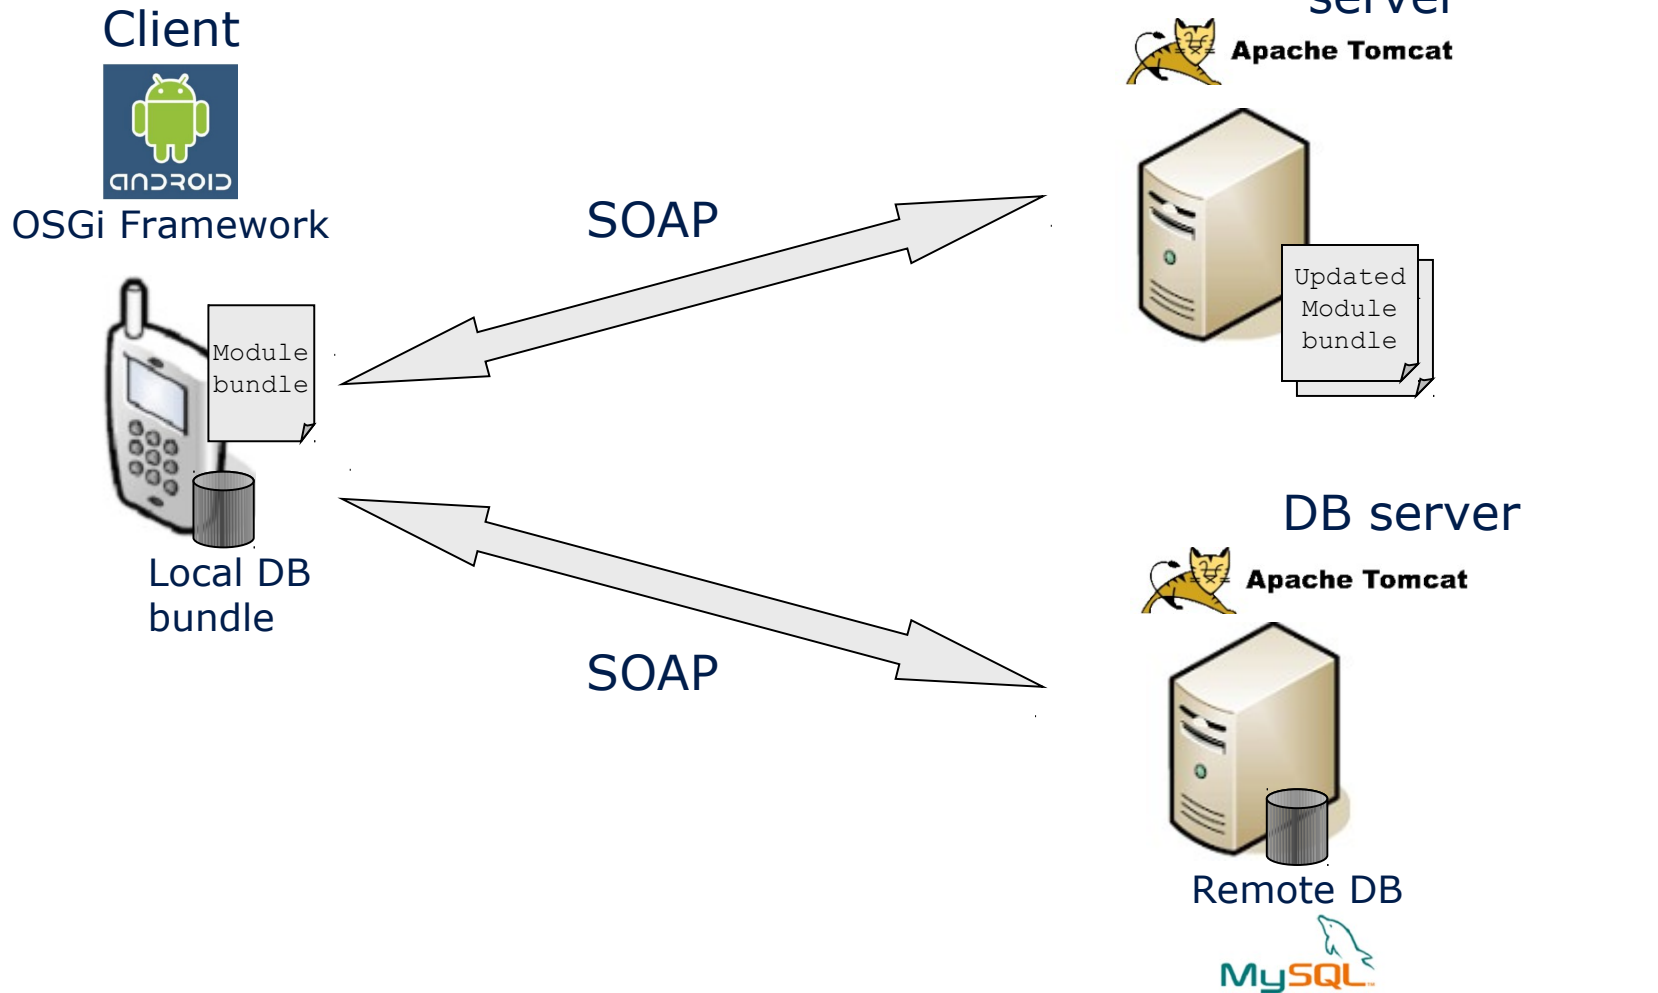 Client
server
Apache Tomcat
ANDROID
OSGi Framework
SOAP
Updated
Module
bundle
Module
bundle
DB server
Apache Tomcat
Local DB
bundle
SOAP
Remote DB
MySQL